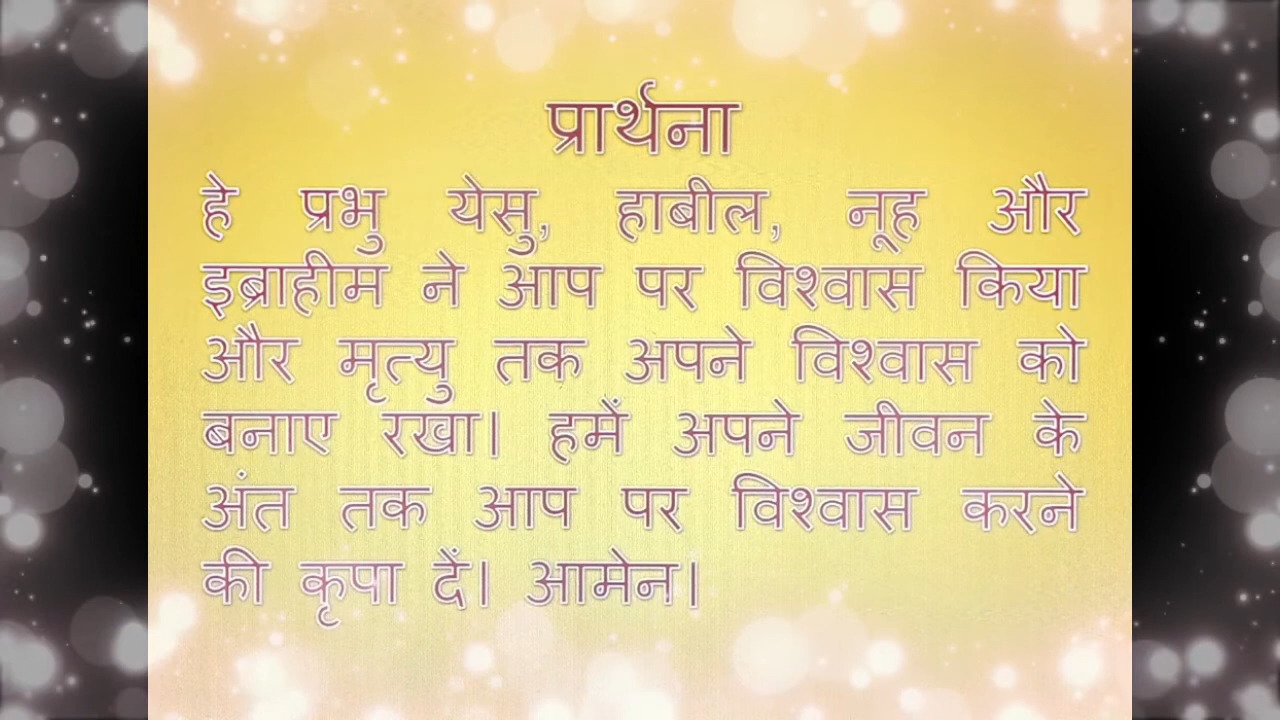 प्रार्थना
हे प्रभु येसु, हाबील, नूह और
इब्राहीम ने आप पर विश्वास किया
और मृत्यु तक अपने विश्वास को
बनाए रखा। हमें अपने जीवन के
अंत तक आप पर विश्वास करने
की कृपा दें। आमेन।